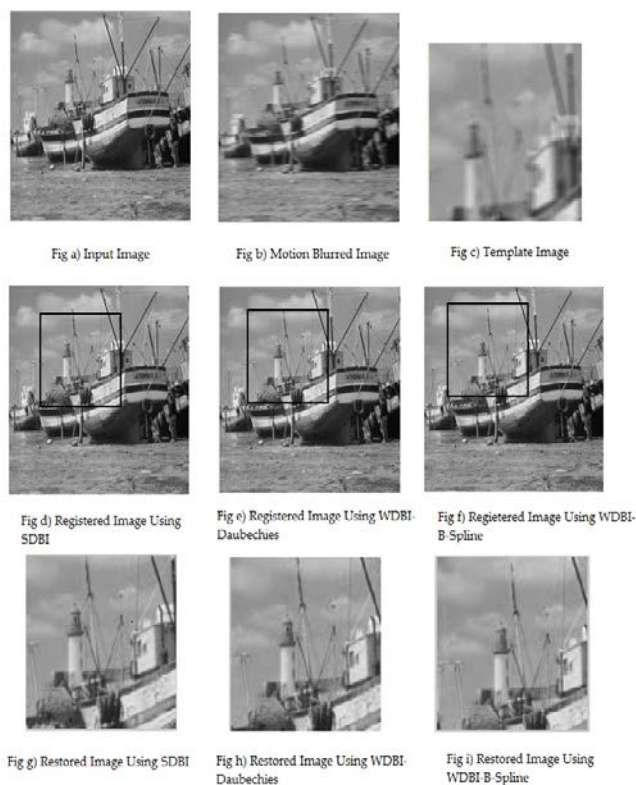 Fig a) Input Image
Fig b) Motion Blurred Image
Fig c) Template Image
Fig d) Registered Image Using
SDBI
Fig e) Registered Image Using WDBI-
Daubechies
Fig f) Regietered Image Using WDBI-
B-Spline
Fig g) Restored Image Using SDBI
Fig h) Restored Image Using WDBI-
Daubechies
Fig i) Restored Image Using
WDBI-B-Spline